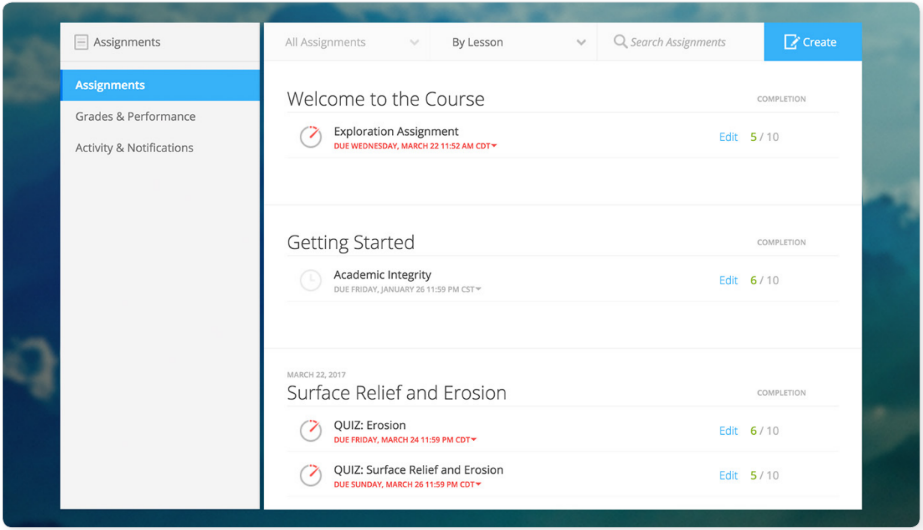 Assignments
All Assignments
By Lesson
Search Assignments
Create
Assignments
Grades & Performance
Activity & Notifications
Welcome to the Course
COMPLETION
Exploration Assignment
DUE WEDNESDAY, MARCH 22 11:52 AM CDT
Edit 5 / 10
Getting Started
COMPLETION
Academic Integrity
DUE FRIDAY, JANUARY 26 11:59 PM CST
Edit 6 / 10
MARCH 22, 2017
Surface Relief and Erosion
COMPLETION
QUIZ: Erosion
DUE FRIDAY, MARCH 24 11:59 PM CDT
Edit 6 / 10
QUIZ: Surface Relief and Erosion
DUE SUNDAY, MARCH 26 11:59 PM CDT
Edit 5 / 10